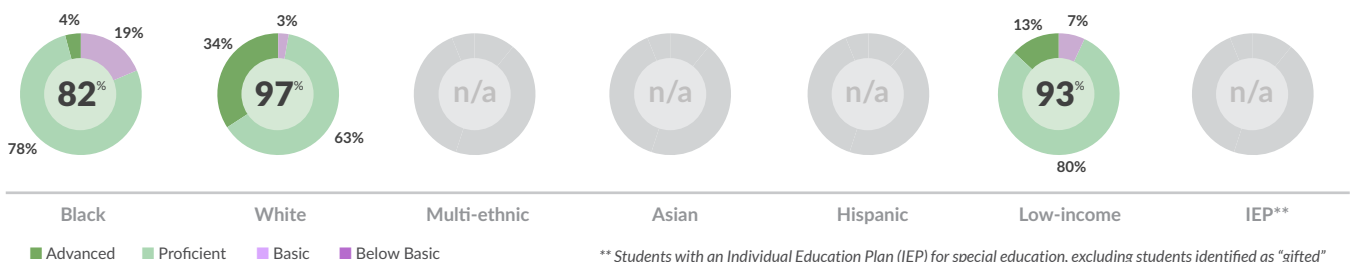 4% 19% 82% 78%
34% 3% 97% 63%
n/a
n/a
n/a
13% 7% 93% 80%
n/a
Black White Multi-ethnic Asian Hispanic Low-income IEP**
Advanced Proficient Basic Below Basic
** Students with an Individual Education Plan (IEP) for special education, excluding students identified as “gifted”